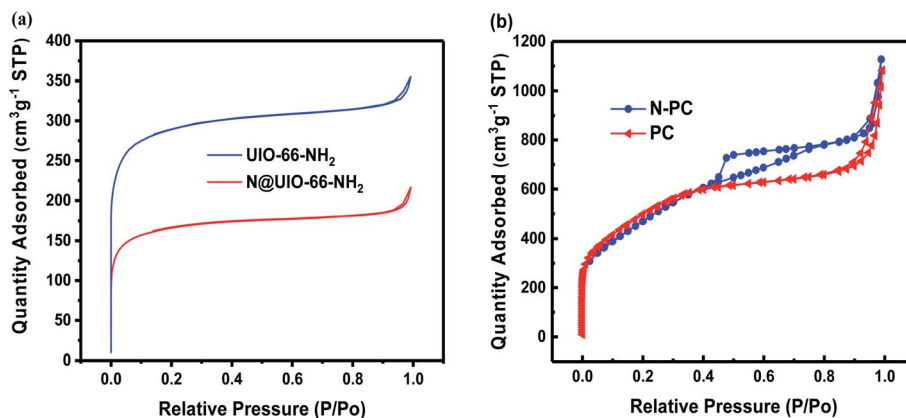 (a)
Quantity Adsorbed (cm³g⁻¹ STP)
400
350
300
250
200
150
100
50
0
UIO-66-NH₂
N@UIO-66-NH₂
0.0 0.2 0.4 0.6 0.8 1.0
Relative Pressure (P/Po)
(b)
Quantity Adsorbed (cm³g⁻¹ STP)
1200
1000
800
600
400
200
0
N-PC
PC
0.0 0.2 0.4 0.6 0.8 1.0
Relative Pressure (P/Po)